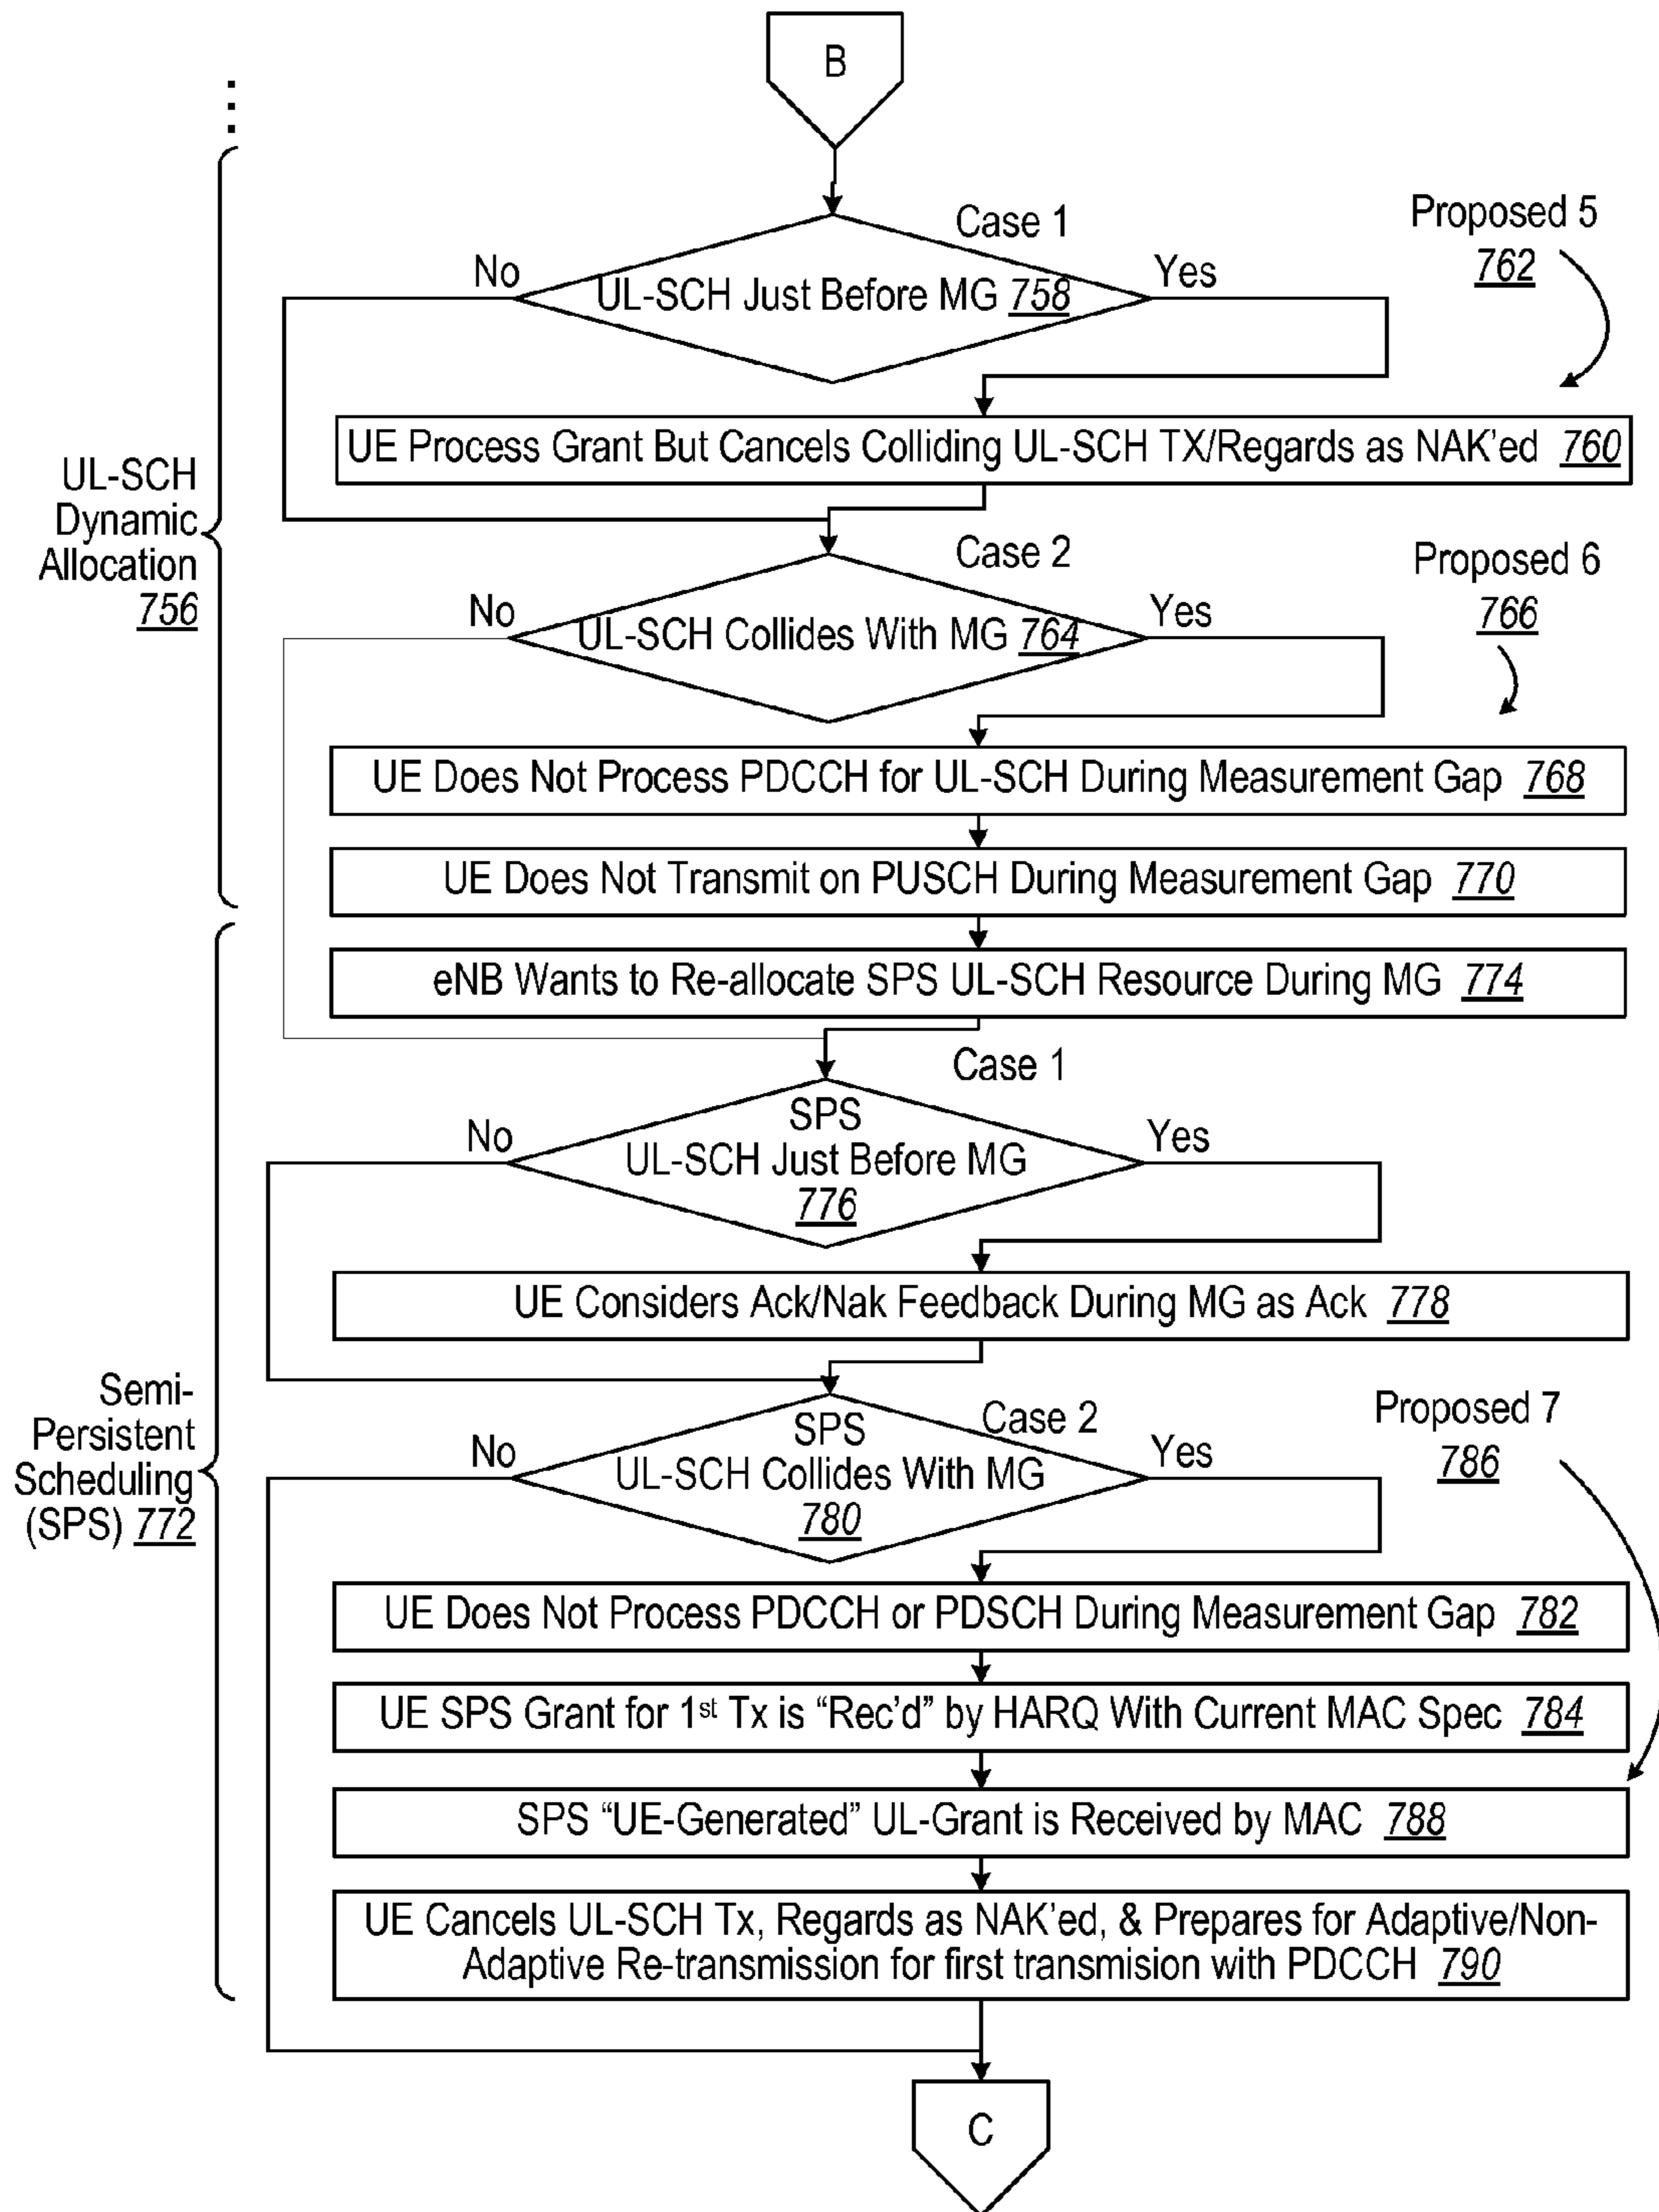 B
Case 1
Proposed 5
762
No
UL-SCH Just Before MG 758
Yes
UE Process Grant But Cancels Colliding UL-SCH TX/Regards as NAK'ed 760
UL-SCH
Dynamic
Allocation
756
Case 2
Proposed 6
766
No
UL-SCH Collides With MG 764
Yes
UE Does Not Process PDCCH for UL-SCH During Measurement Gap 768
UE Does Not Transmit on PUSCH During Measurement Gap 770
eNB Wants to Re-allocate SPS UL-SCH Resource During MG 774
Case 1
No
SPS
UL-SCH Just Before MG
776
Yes
UE Considers Ack/Nak Feedback During MG as Ack 778
Semi-
Persistent
Scheduling
(SPS) 772
Case 2
Proposed 7
786
No
SPS
UL-SCH Collides With MG
780
Yes
UE Does Not Process PDCCH or PDSCH During Measurement Gap 782
UE SPS Grant for 1st Tx is “Rec'd” by HARQ With Current MAC Spec 784
SPS “UE-Generated” UL-Grant is Received by MAC 788
UE Cancels UL-SCH Tx, Regards as NAK'ed, & Prepares for Adaptive/Non-
Adaptive Re-transmission for first transmision with PDCCH 790
C